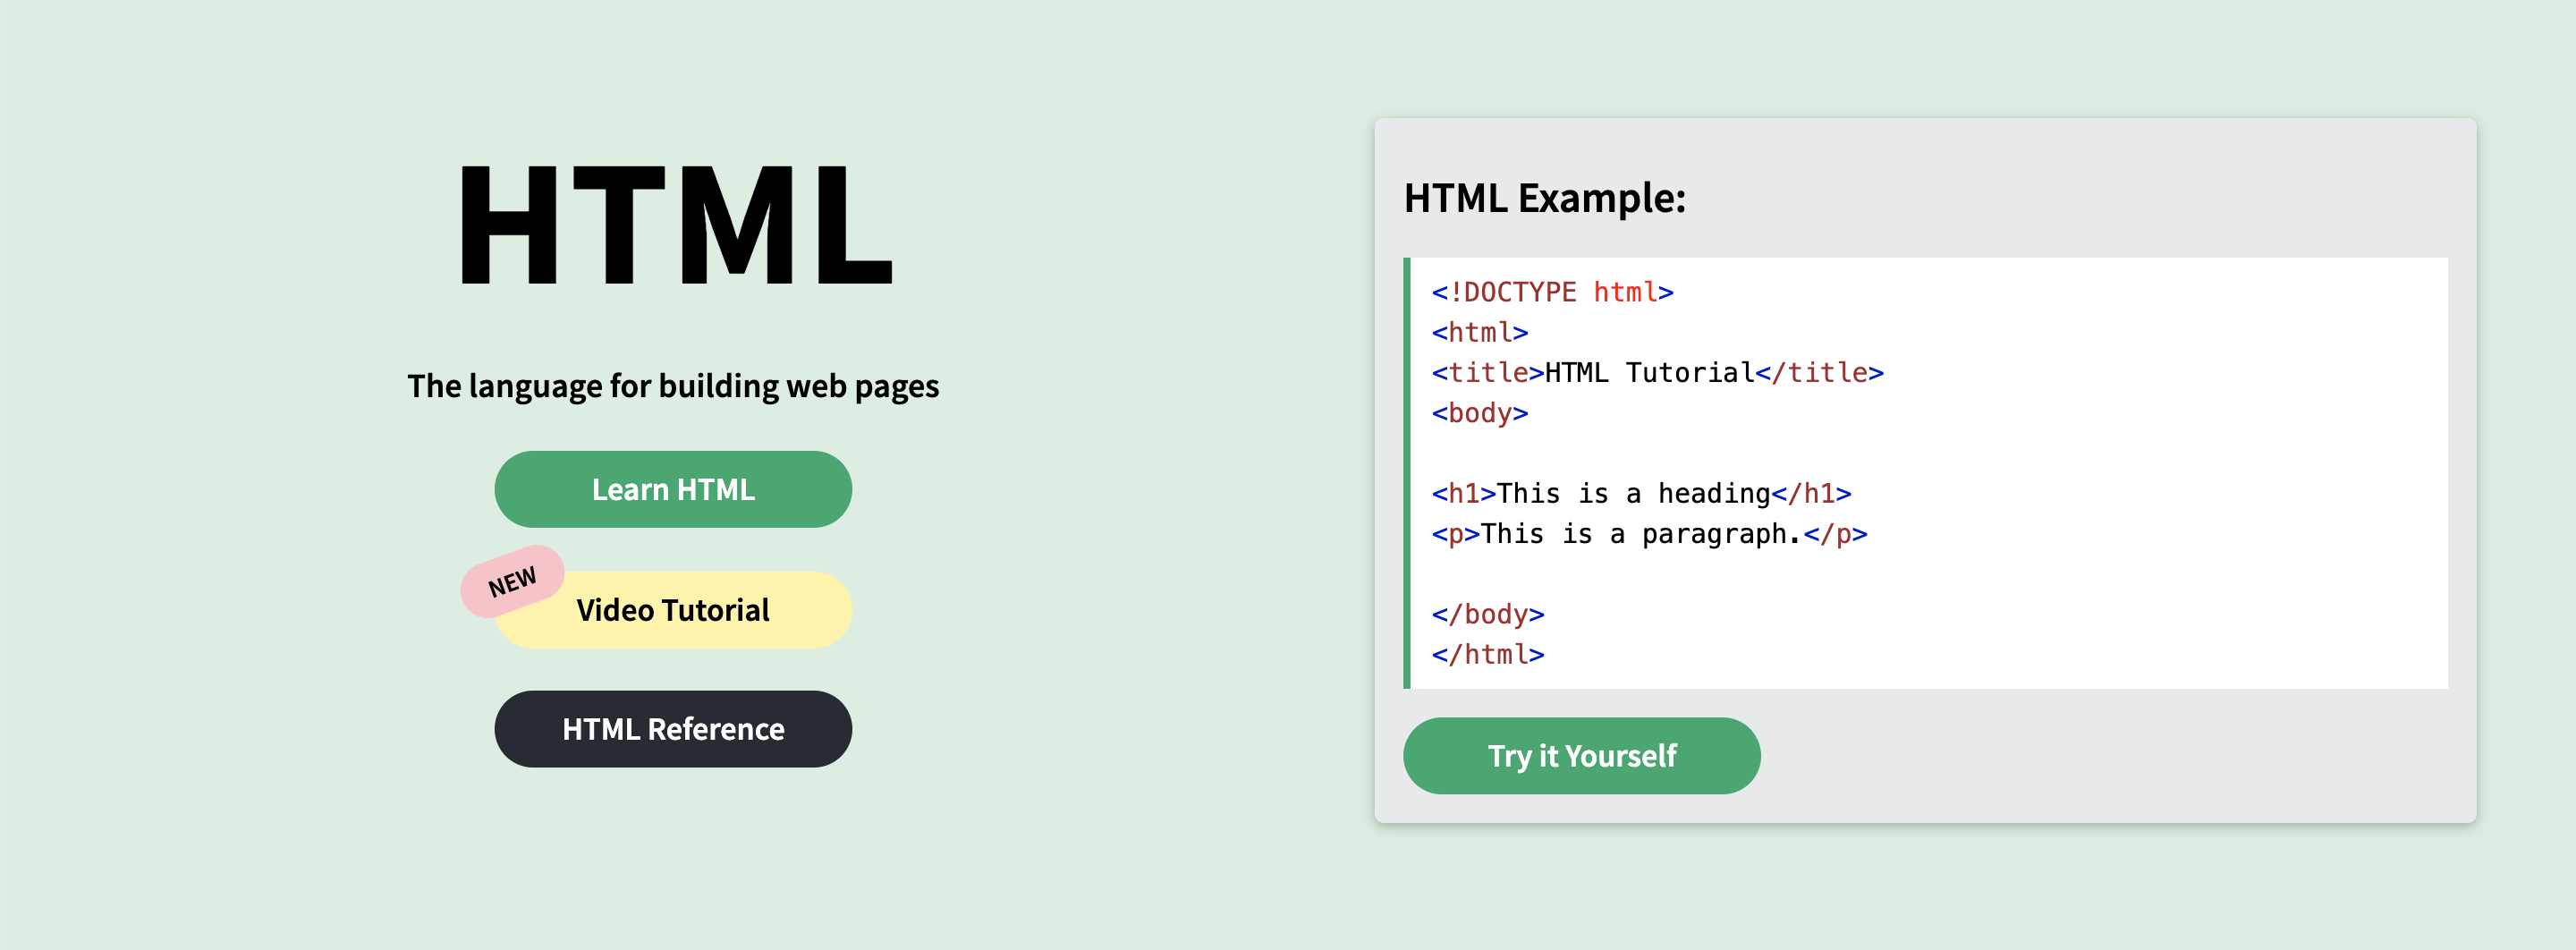 HTML
The language for building web pages
Learn HTML
NEW
Video Tutorial
HTML Reference
HTML Example:
<!DOCTYPE html>
<html>
<title>HTML Tutorial</title>
<body>
<h1>This is a heading</h1>
<p>This is a paragraph.</p>
</body>
</html>
Try it Yourself